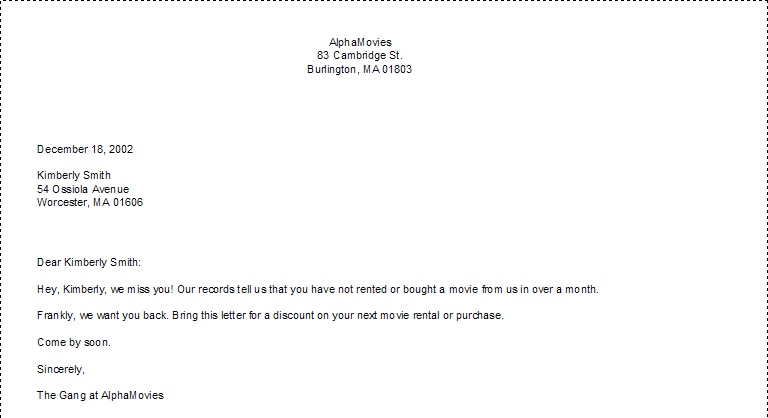 AlphaMovies
83 Cambridge St.
Burlington, MA 01803
December 18, 2002
Kimberly Smith
54 Ossiola Avenue
Worcester, MA 01606
Dear Kimberly Smith:
Hey, Kimberly, we miss you! Our records tell us that you have not rented or bought a movie from us in over a month.
Frankly, we want you back. Bring this letter for a discount on your next movie rental or purchase.
Come by soon.
Sincerely,
The Gang at AlphaMovies